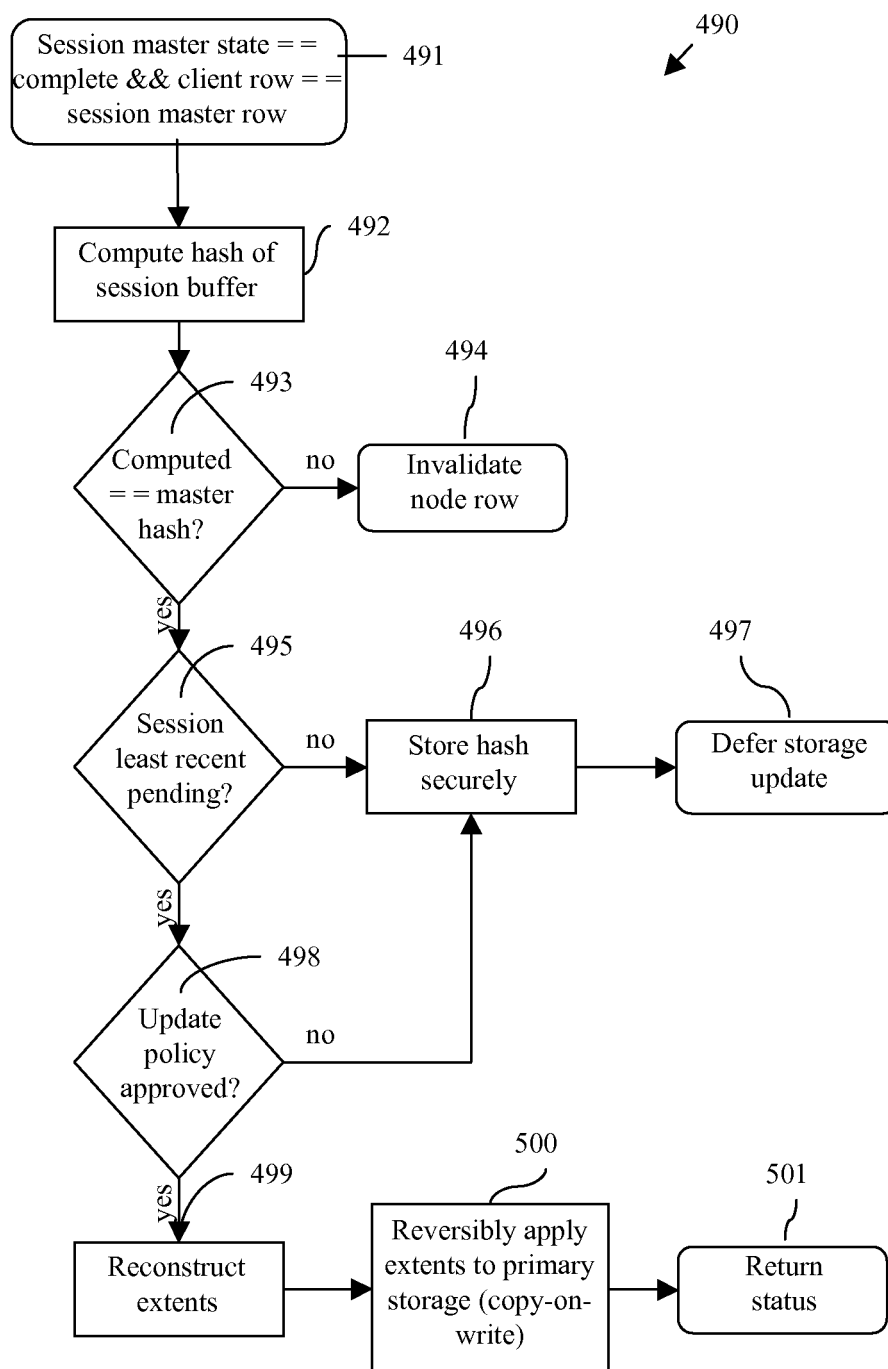 Session master state = =
complete && client row = =
session master row
491
490
Compute hash of
session buffer
492
493
494
Computed
= = master
hash?
no
Invalidate
node row
yes
495
496
497
Session
least recent
pending?
no
Store hash
securely
Defer storage
update
yes
498
Update
policy
approved?
no
yes
499
500
501
Reconstruct
extents
Reversibly apply
extents to primary
storage (copy-on-
write)
Return
status